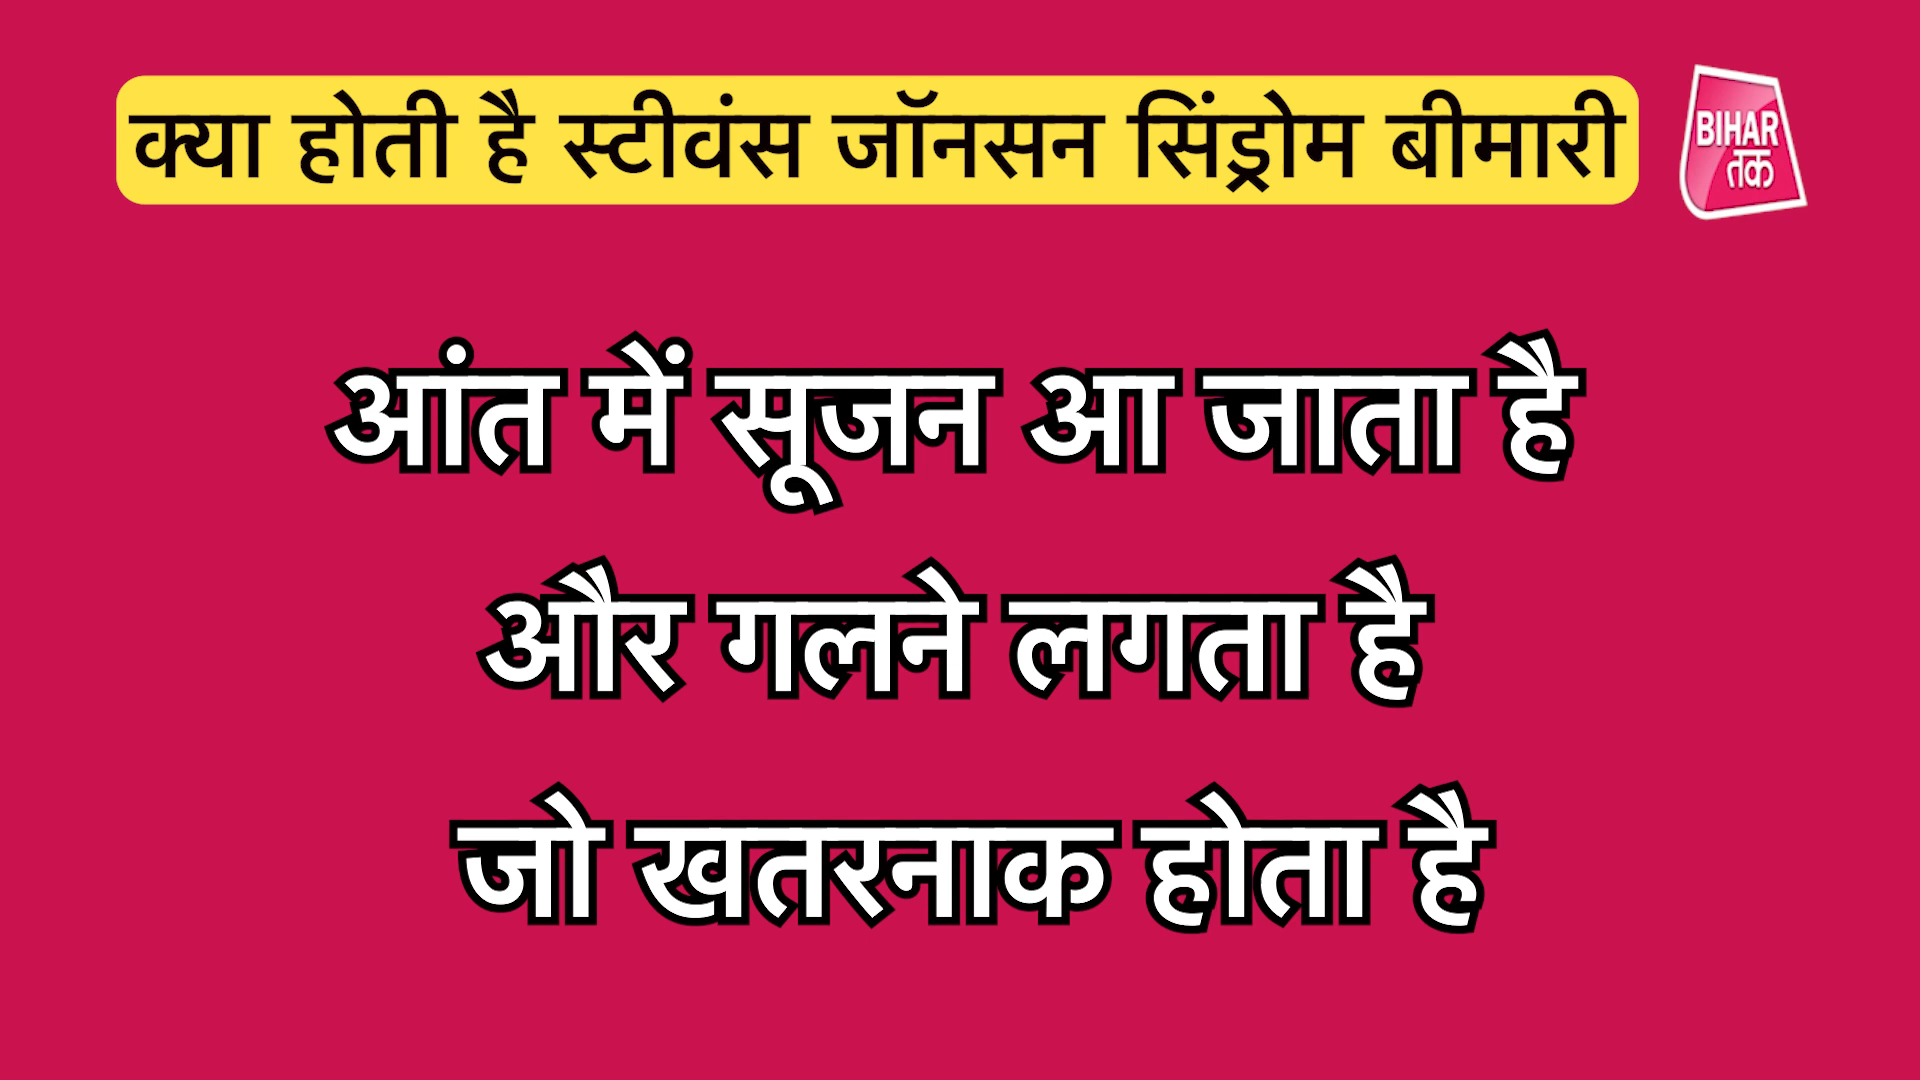 क्या होती है स्टीवंस जॉनसन सिंड्रोम बीमारी
BIHAR
तक
आंत में सूजन आ जाता है
और गलने लगता है
जो खतरनाक होता है